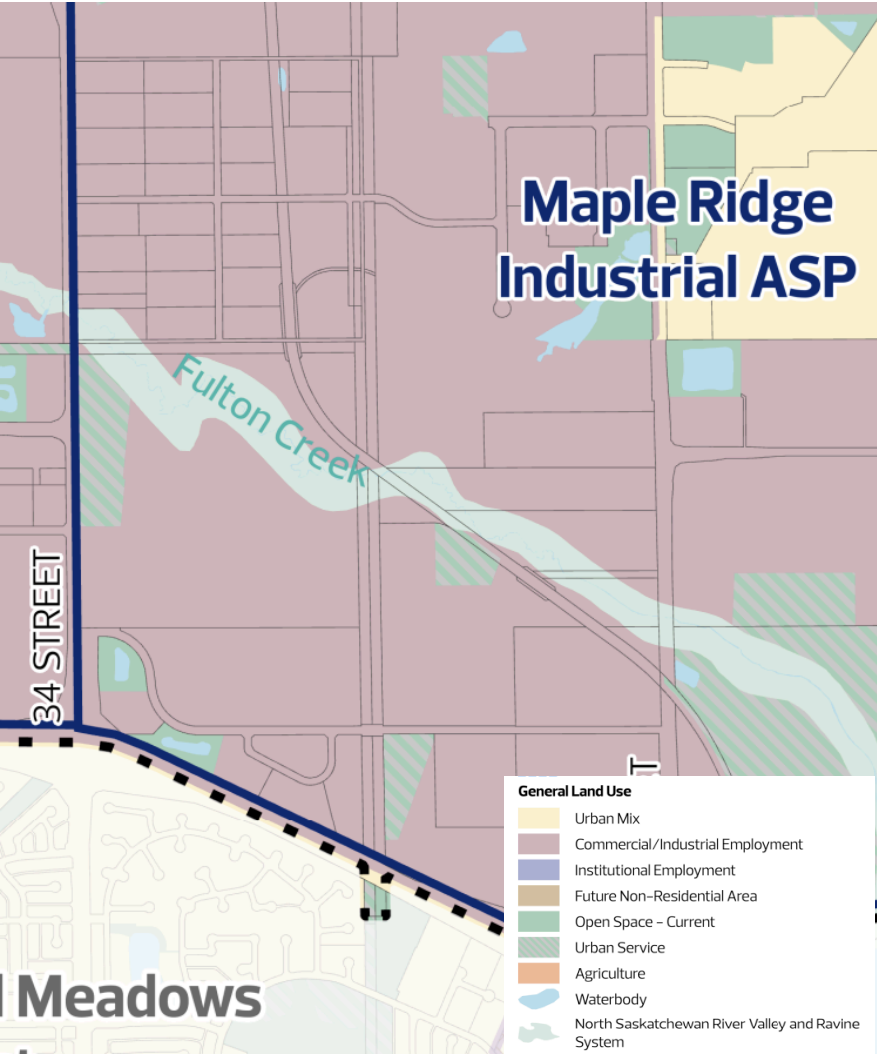 Maple Ridge
Industrial ASP
Fulton Creek
34 STREET
General Land Use
Urban Mix
Commercial/Industrial Employment
Institutional Employment
Future Non-Residential Area
Open Space - Current
Urban Service
Agriculture
Waterbody
North Saskatchewan River Valley and Ravine
System
Meadows